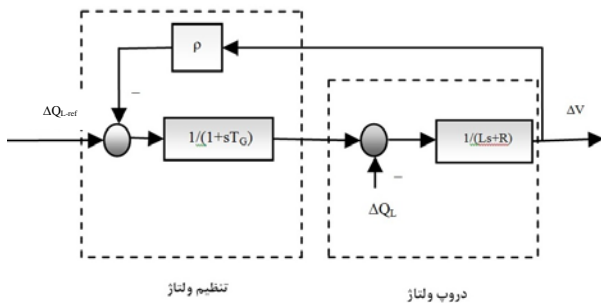 ρ
–
ΔQL-ref
1/(1+sTG)
1/(Ls+R)
ΔV
–
ΔQL
تنظیم ولتاژ
دروپ ولتاژ